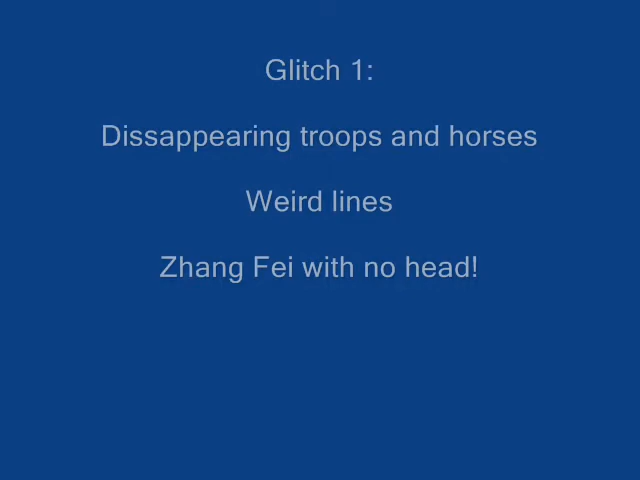 Glitch 1:
Dissappearing troops and horses
Weird lines
Zhang Fei with no head!